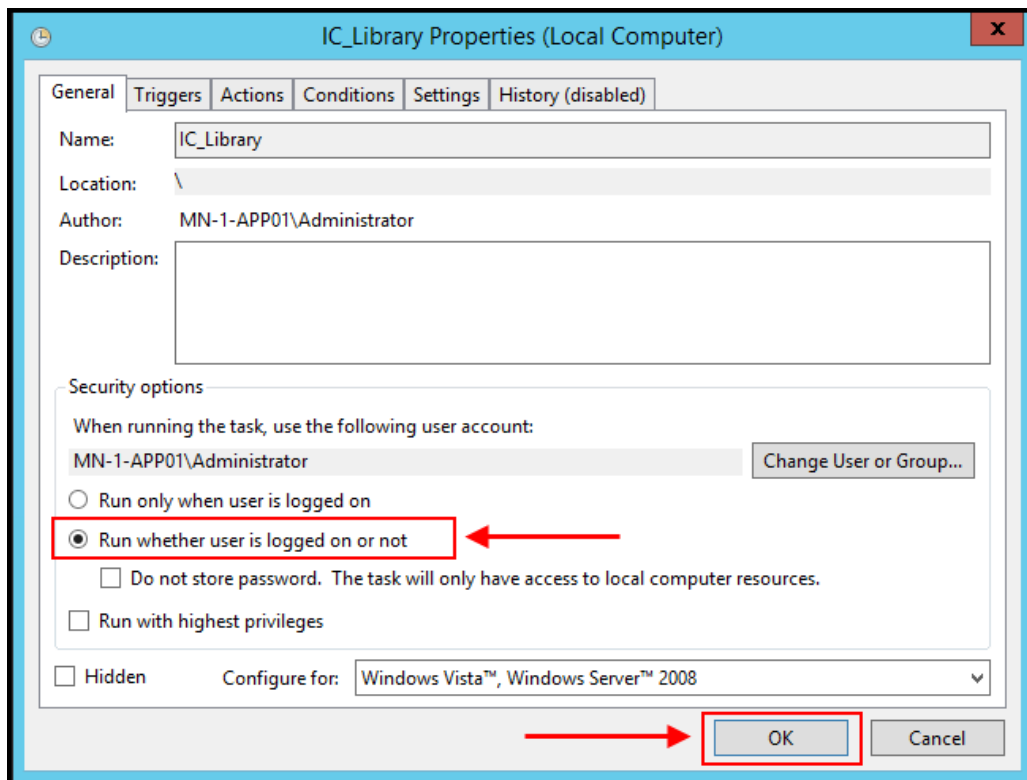 IC_Library Properties (Local Computer)
x
General Triggers Actions Conditions Settings History (disabled)
Name: IC_Library
Location: \
Author: MN-1-APP01\Administrator
Description:
Security options
When running the task, use the following user account:
MN-1-APP01\Administrator Change User or Group...
Run only when user is logged on
Run whether user is logged on or not
Do not store password. The task will only have access to local computer resources.
Run with highest privileges
Hidden Configure for: Windows Vista™, Windows Server™ 2008
OK Cancel